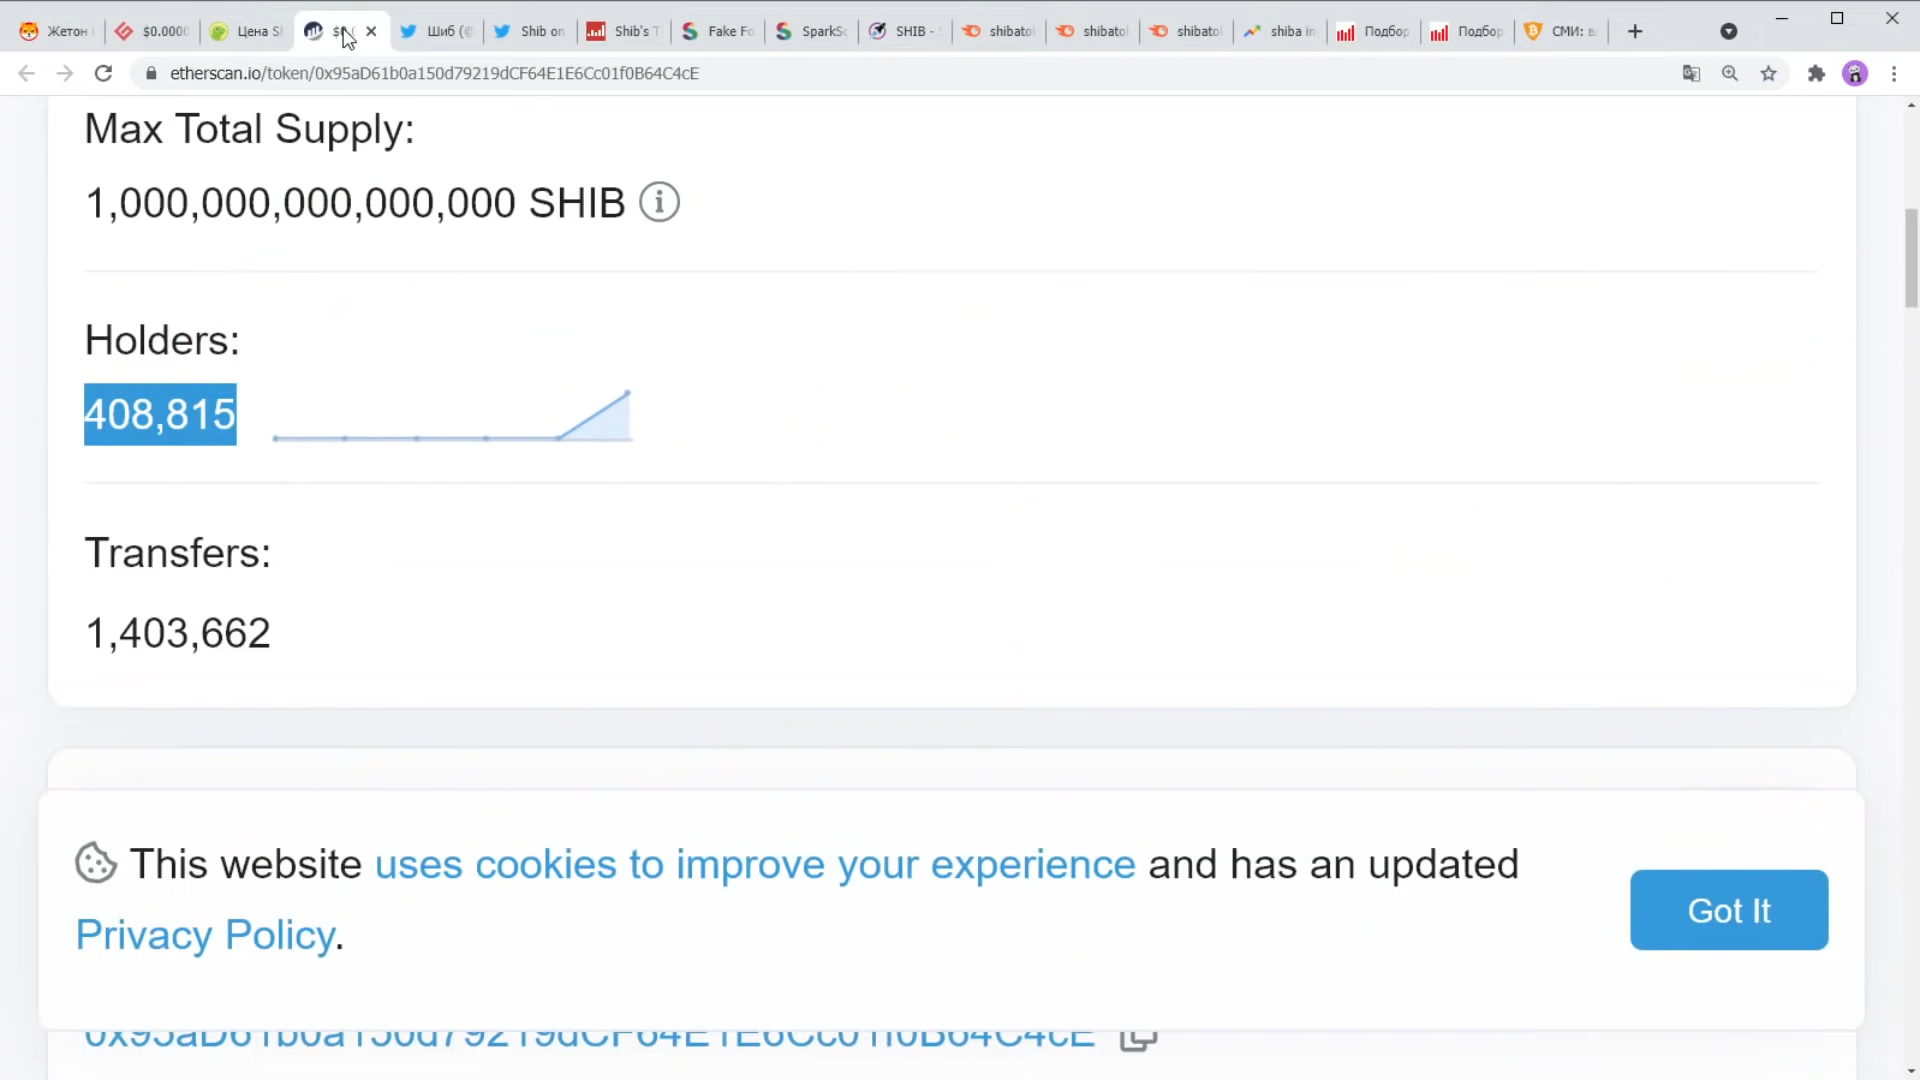 Жетон $0.0000 Цена S Шиб (@ Shib on Shib's T Fake Fo SparkSc SHIB - shibato shibato shibato shiba in Подбор Подбор СМИ:
etherscan.io/token/0x95aD61b0a150d79219dCF64E1E6Cc01f0B64C4cE
Max Total Supply:
1,000,000,000,000,000 SHIB
Holders:
408,815
Transfers:
1,403,662
This website uses cookies to improve your experience and has an updated
Privacy Policy.
Got It
0x95aD61b0a150d79219dCF64E1E6Cc01f0B64C4cE